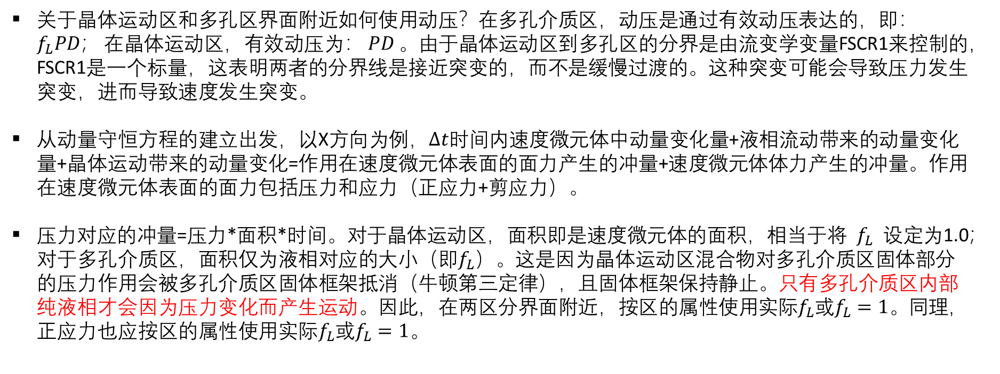 ▪ 关于晶体运动区和多孔区界面附近如何使用动压？在多孔介质区，动压是通过有效动压表达的，即：
f_L PD； 在晶体运动区，有效动压为： PD 。由于晶体运动区到多孔区的分界是由流变学变量FSCR1来控制的，
FSCR1是一个标量，这表明两者的分界线是接近突变的，而不是缓慢过渡的。这种突变可能会导致压力发生
突变，进而导致速度发生突变。
▪ 从动量守恒方程的建立出发，以X方向为例，Δt时间内速度微元体中动量变化量+液相流动带来的动量变化
量+晶体运动带来的动量变化=作用在速度微元体表面的面力产生的冲量+速度微元体体力产生的冲量。作用
在速度微元体表面的面力包括压力和应力（正应力+剪应力）。
▪ 压力对应的冲量=压力*面积*时间。对于晶体运动区，面积即是速度微元体的面积，相当于将 f_L 设定为1.0；
对于多孔介质区，面积仅为液相对应的大小（即f_L）。这是因为晶体运动区混合物对多孔介质区固体部分
的压力作用会被多孔介质区固体框架抵消（牛顿第三定律），且固体框架保持静止。只有多孔介质区内部
纯液相才会因为压力变化而产生运动。因此，在两区分界面附近，按区的属性使用实际f_L或f_L = 1。同理，
正应力也应按区的属性使用实际f_L或f_L = 1。